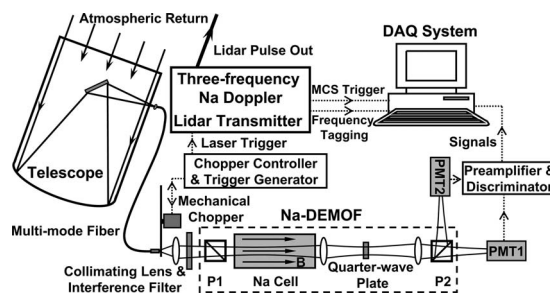 Atmospheric Return
Lidar Pulse Out
DAQ System
Three-frequency
Na Doppler
Lidar Transmitter
MCS Trigger
Frequency
Tagging
Signals
Laser Trigger
Telescope
Chopper Controller
& Trigger Generator
PMT2
Preamplifier &
Discriminator
Mechanical
Chopper
Na-DEMOF
Multi-mode Fiber
B
PMT1
Collimating Lens &
Interference Filter
P1
Na Cell
Quarter-wave
Plate
P2